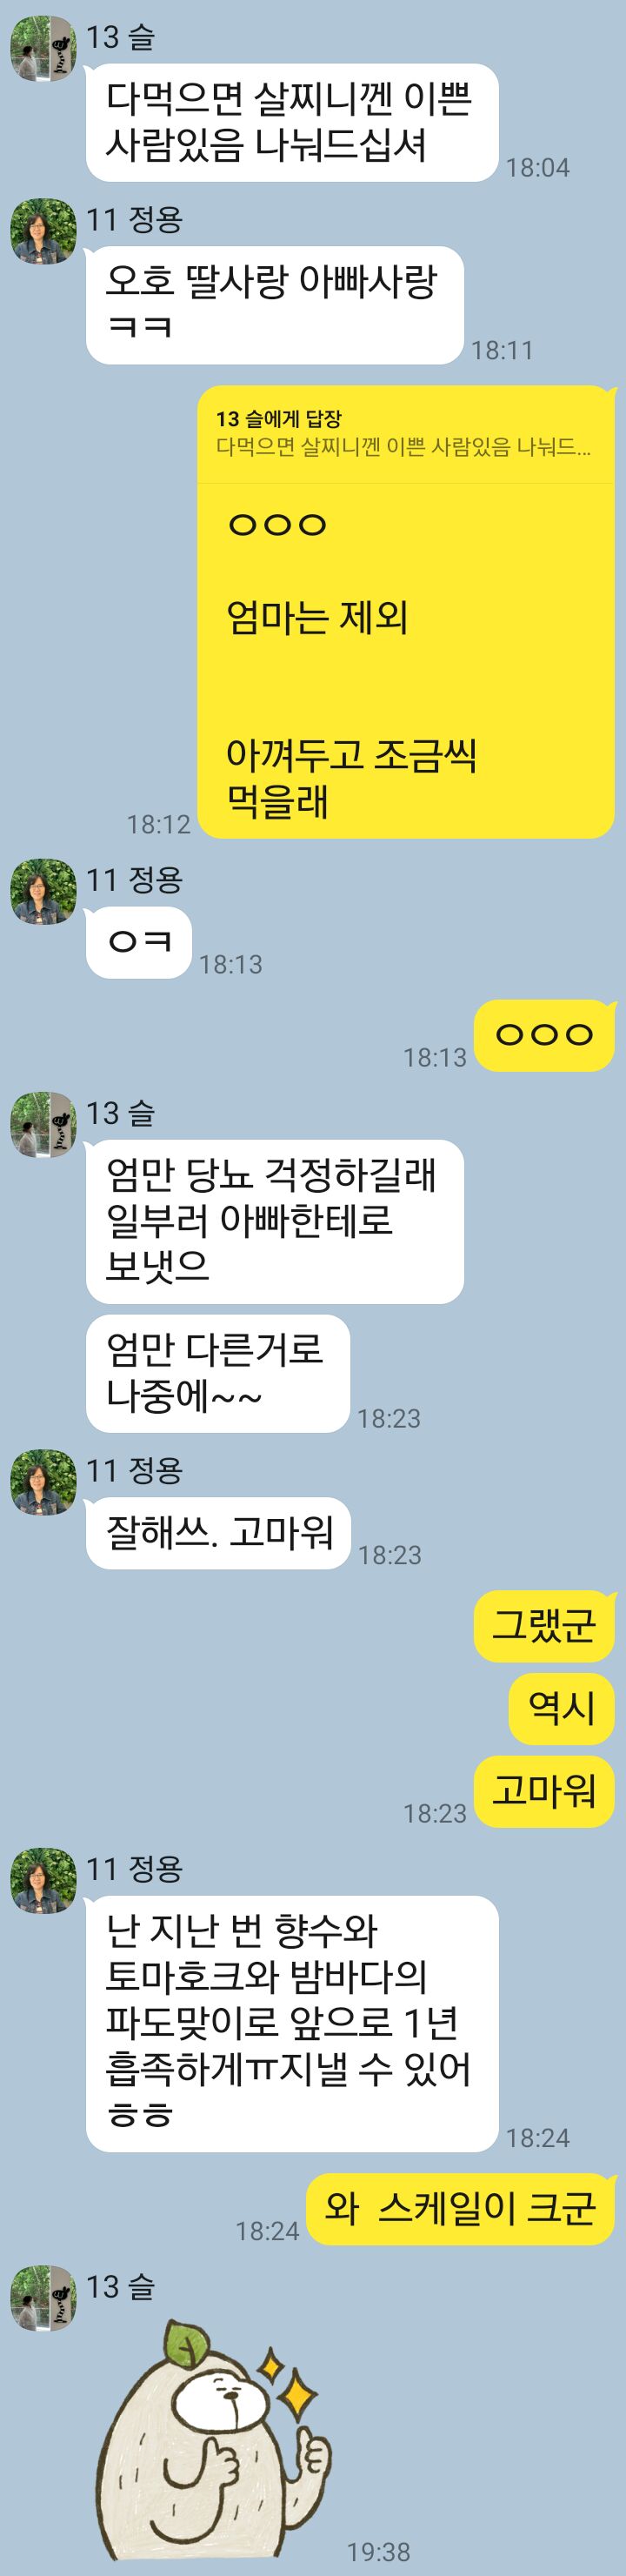 13 슬
다먹으면 살찌니껜 이쁜
사람있음 나눠드십셔
18:04
11 정용
오호 딸사랑 아빠사랑
ㅋㅋ
18:11
13 슬에게 답장
다먹으면 살찌니껜 이쁜 사람있음 나눠드...
ㅇㅇㅇ
엄마는 제외
아껴두고 조금씩
먹을래
18:12
11 정용
ㅇㅋ
18:13
ㅇㅇㅇ
18:13
13 슬
엄만 당뇨 걱정하길래
일부러 아빠한테로
보냇으
엄만 다른거로
나중에~~
18:23
11 정용
잘해쓰. 고마워
18:23
그랬군
역시
고마워
18:23
11 정용
난 지난 번 향수와
토마호크와 밤바다의
파도맞이로 앞으로 1년
흡족하게ㅠ지낼 수 있어
ㅎㅎ
18:24
와  스케일이 크군
18:24
13 슬
19:38